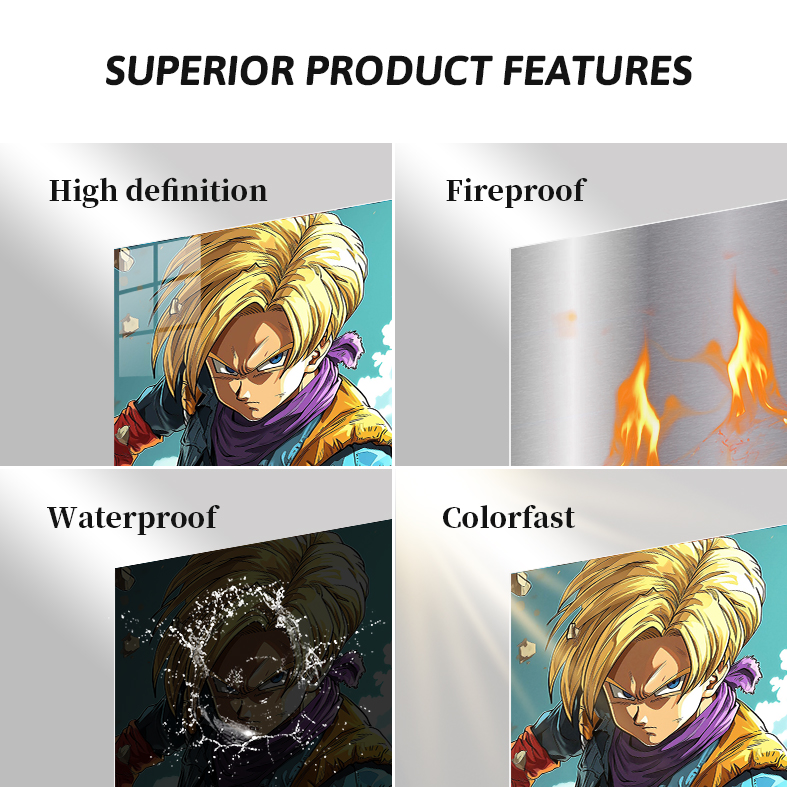 SUPERIOR PRODUCT FEATURES
High definition
Fireproof
Waterproof
Colorfast